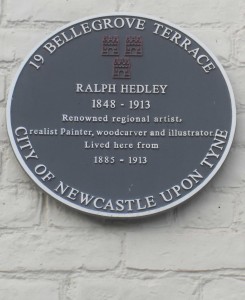 19 BELLEGROVE TERRACE
RALPH HEDLEY
1848 - 1913
Renowned regional artist,
realist Painter, woodcarver and illustrator.
Lived here from
1885 - 1913
CITY OF NEWCASTLE UPON TYNE